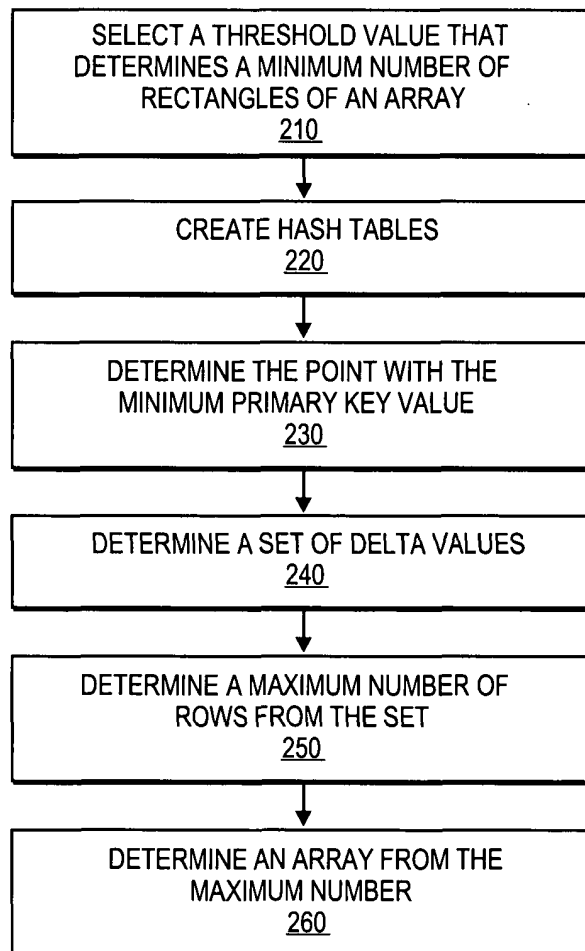 SELECT A THRESHOLD VALUE THAT
DETERMINES A MINIMUM NUMBER OF
RECTANGLES OF AN ARRAY
210
CREATE HASH TABLES
220
DETERMINE THE POINT WITH THE
MINIMUM PRIMARY KEY VALUE
230
DETERMINE A SET OF DELTA VALUES
240
DETERMINE A MAXIMUM NUMBER OF
ROWS FROM THE SET
250
DETERMINE AN ARRAY FROM THE
MAXIMUM NUMBER
260